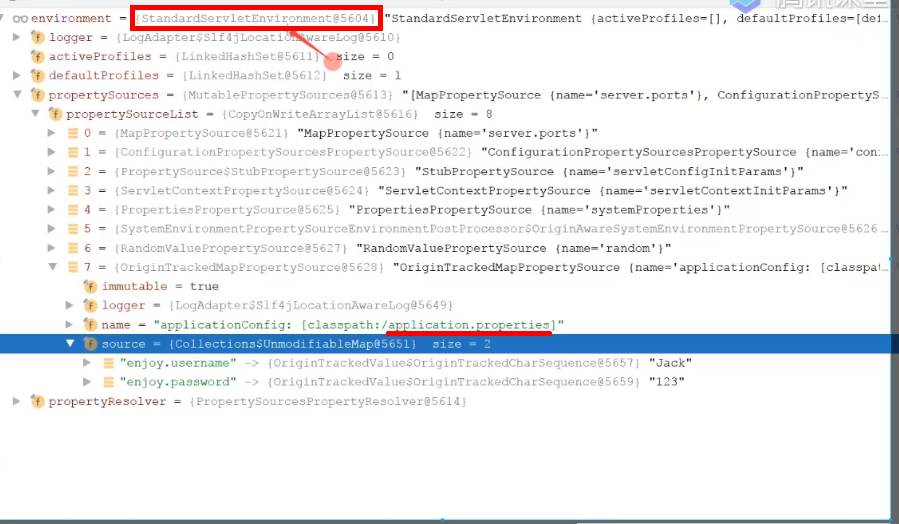 environment = {StandardServletEnvironment@5604} "StandardServletEnvironment {activeProfiles=[], defaultProfiles=[def…
logger = {LogAdapter$Slf4jLocationAwareLog@5610}
activeProfiles = {LinkedHashSet@5611} size = 0
defaultProfiles = {LinkedHashSet@5612} size = 1
propertySources = {MutablePropertySources@5613} "[MapPropertySource {name='server.ports'}, ConfigurationPropertyS…
propertySourceList = {CopyOnWriteArrayList@5616} size = 8
0 = {MapPropertySource@5621} "MapPropertySource {name='server.ports'}"
1 = {ConfigurationPropertySourcesPropertySource@5622} "ConfigurationPropertySourcesPropertySource {name='con…
2 = {PropertySource$StubPropertySource@5623} "StubPropertySource {name='servletConfigInitParams'}"
3 = {ServletContextPropertySource@5624} "ServletContextPropertySource {name='servletContextInitParams'}"
4 = {PropertiesPropertySource@5625} "PropertiesPropertySource {name='systemProperties'}"
5 = {SystemEnvironmentPropertySourceEnvironmentPostProcessor$OriginAwareSystemEnvironmentPropertySource@5626…
6 = {RandomValuePropertySource@5627} "RandomValuePropertySource {name='random'}"
7 = {OriginTrackedMapPropertySource@5628} "OriginTrackedMapPropertySource {name='applicationConfig: [classpat…
immutable = true
logger = {LogAdapter$Slf4jLocationAwareLog@5649}
name = "applicationConfig: [classpath:/application.properties]"
source = {Collections$UnmodifiableMap@5651} size = 2
"enjoy.username" -> {OriginTrackedValue$OriginTrackedCharSequence@5657} "Jack"
"enjoy.password" -> {OriginTrackedValue$OriginTrackedCharSequence@5659} "123"
propertyResolver = {PropertySourcesPropertyResolver@5614}